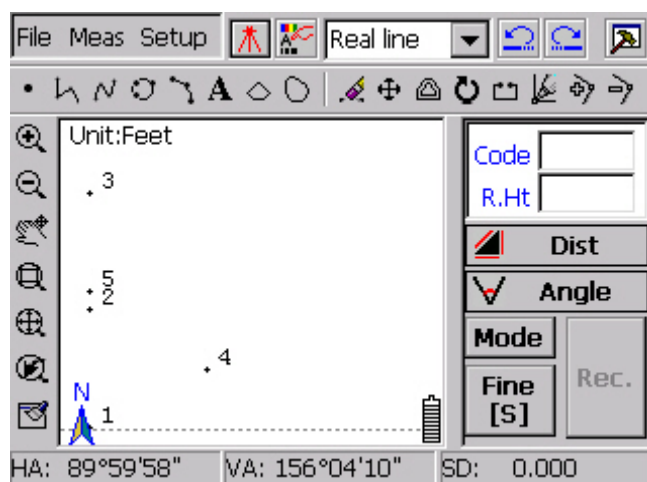 File Meas Setup Real line
A
Unit:Feet
3
5
2
4
N
1
Code
R.Ht
Dist
Angle
Mode
Fine
[S]
Rec.
HA: 89°59'58" VA: 156°04'10" SD: 0.000